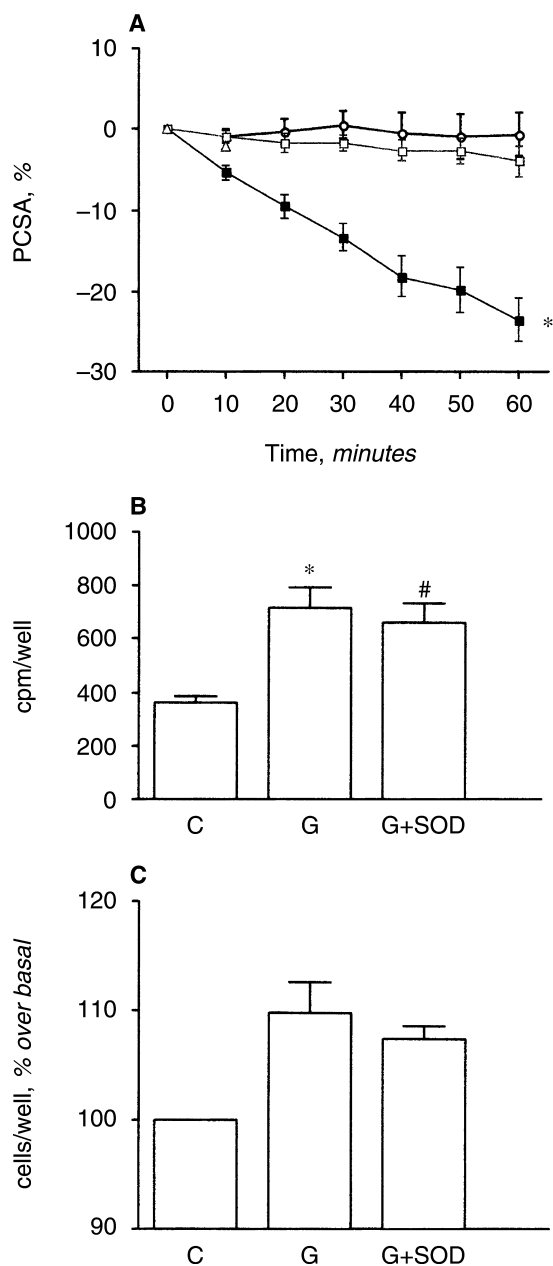 A
10
0
–10
–20
–30
PCSA, %
*
0 10 20 30 40 50 60
Time, minutes
B
1000
800
600
400
200
0
cpm/well
* #
C G G+SOD
C
120
110
100
90
cells/well, % over basal
C G G+SOD